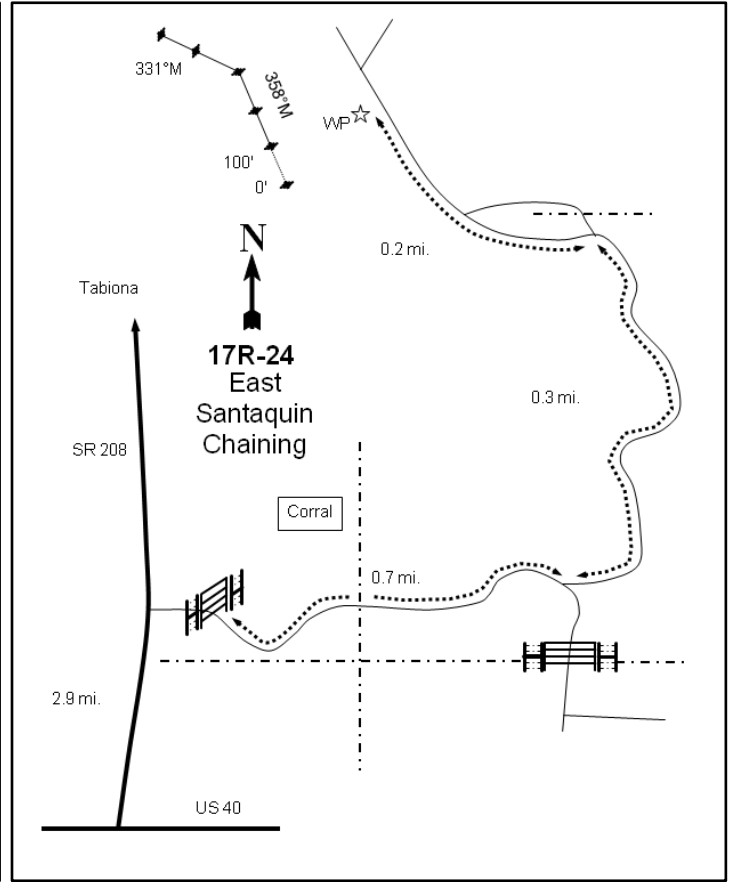 331°M
358°M
WP
100'
0'
N
0.2 mi.
Tabiona
17R-24
East
Santaquin
Chaining
0.3 mi.
SR 208
Corral
0.7 mi.
2.9 mi.
US 40